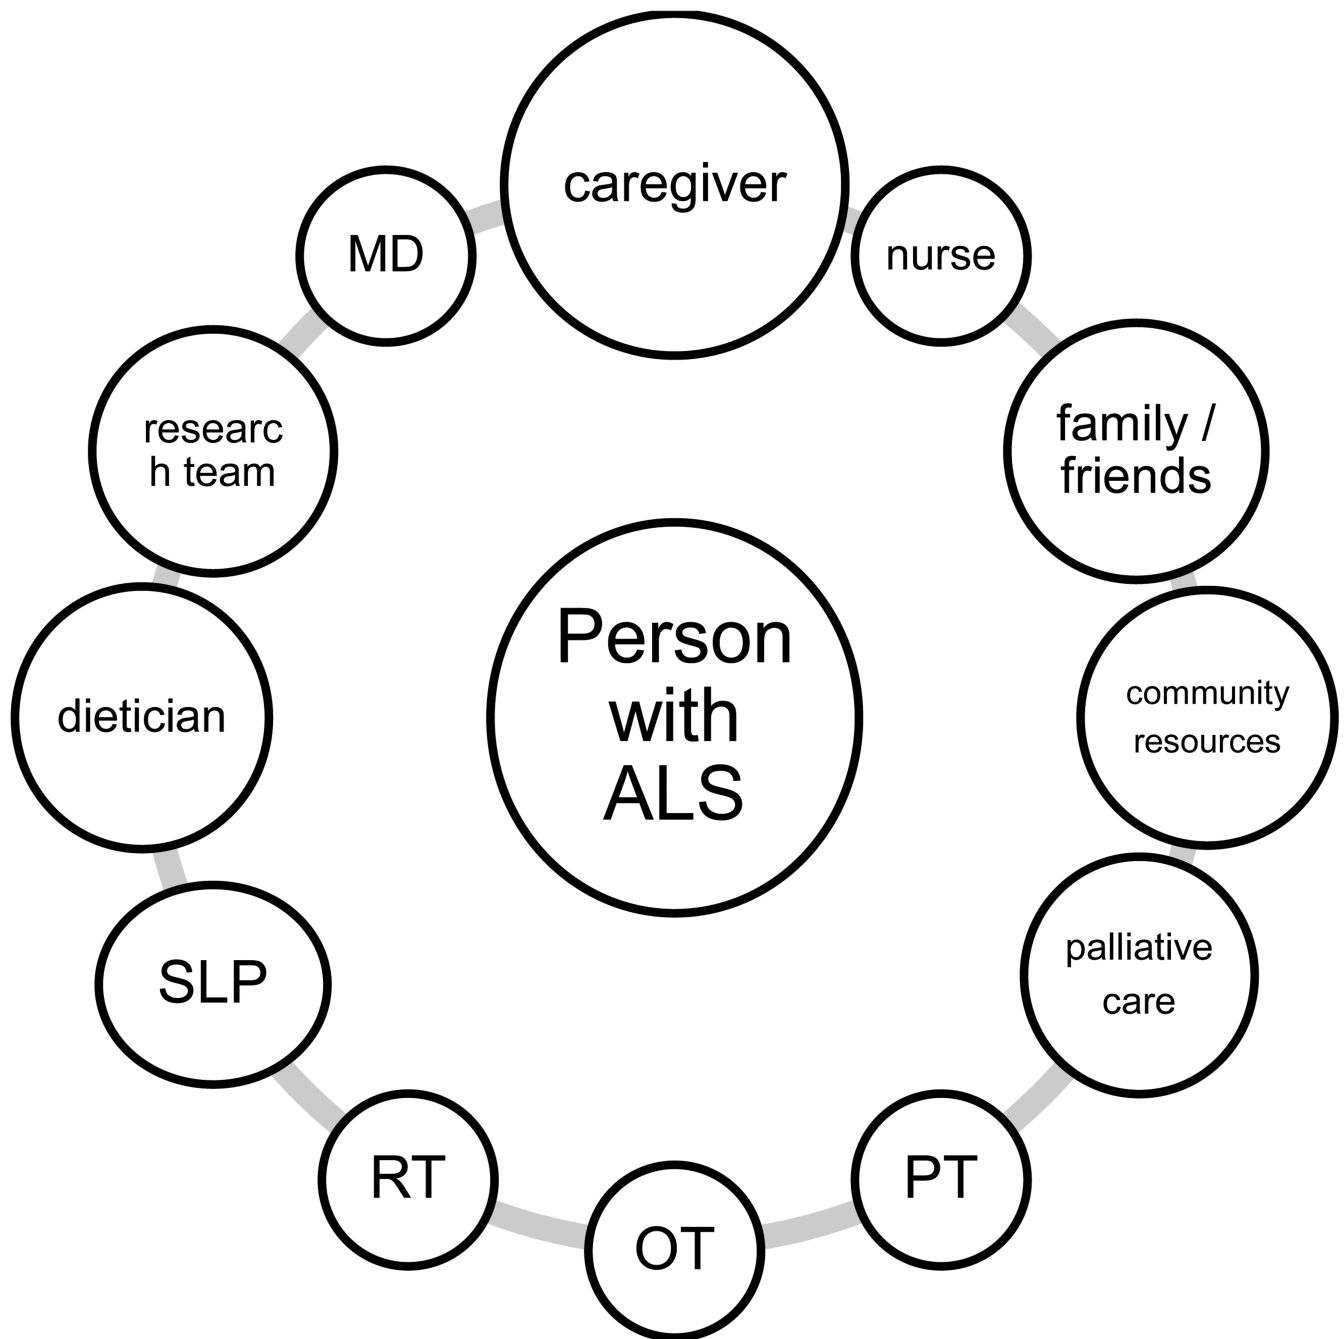 caregiver
MD
nurse
researc
h team
family /
friends
Person
with
ALS
dietician
community
resources
SLP
palliative
care
RT
PT
OT